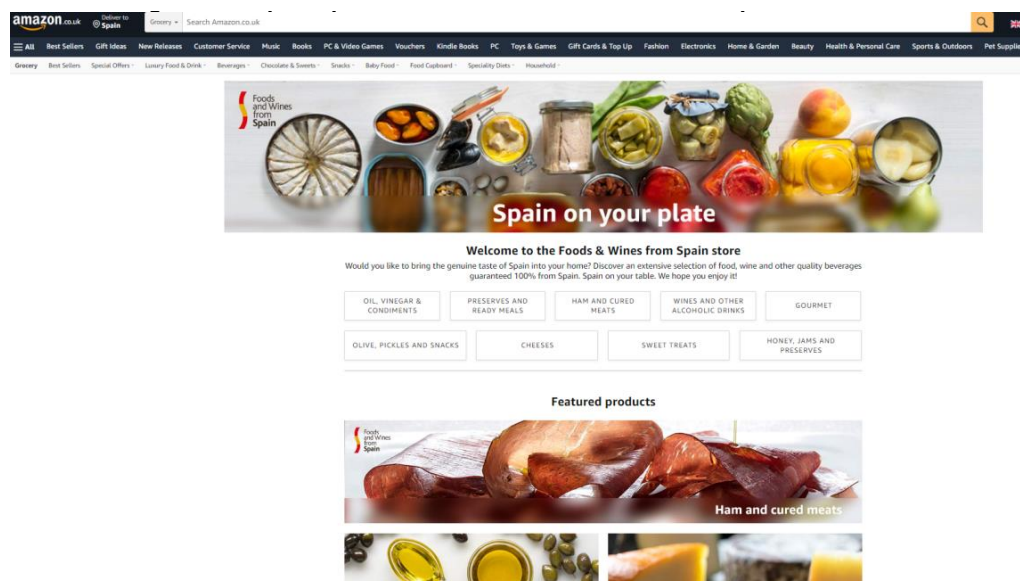 amazon.co.uk
Deliver to
Spain
Grocery
Search Amazon.co.uk
All Best Sellers Gift Ideas New Releases Customer Service Music Books PC & Video Games Vouchers Kindle Books PC Toys & Games Gift Cards & Top Up Fashion Electronics Home & Garden Beauty Health & Personal Care Sports & Outdoors Pet Supplie
Grocery Best Sellers Special Offers Luxury Food & Drink Beverages Chocolate & Sweets Snacks Baby Food Food Cupboard Speciality Diets Household
Foods
and Wines
from
Spain
Spain on your plate
Welcome to the Foods & Wines from Spain store
Would you like to bring the genuine taste of Spain into your home? Discover an extensive selection of food, wine and other quality beverages
guaranteed 100% from Spain. Spain on your table. We hope you enjoy it!
OIL, VINEGAR &
CONDIMENTS
PRESERVES AND
READY MEALS
HAM AND CURED
MEATS
WINES AND OTHER
ALCOHOLIC DRINKS
GOURMET
OLIVE, PICKLES AND SNACKS
CHEESES
SWEET TREATS
HONEY, JAMS AND
PRESERVES
Featured products
Foods
and Wines
from
Spain
Ham and cured meats